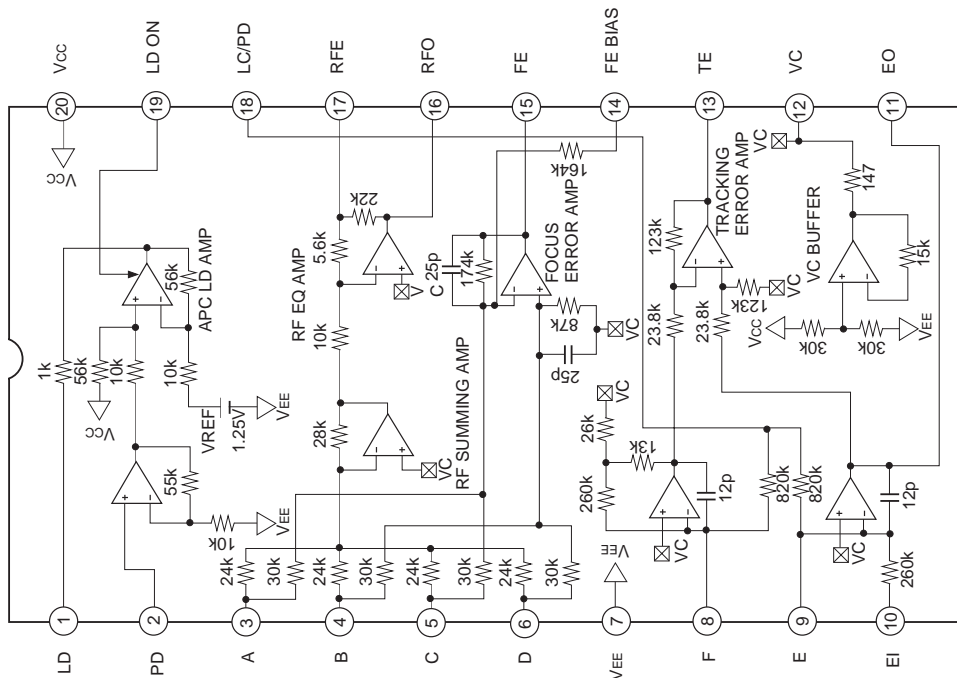 VCC
LD ON
LC/PD
RFE
RFO
FE
FE BIAS
TE
VC
EO
20
19
18
17
16
15
14
13
12
11
VCC
1k
56k
10k
VCC
56k
APC LD AMP
10k
VREF
1.25V
VEE
55k
10k
VEE
22k
5.6k
RF EQ AMP
V
10k
28k
RF SUMMING AMP
VC
C 25p
174k
164k
FOCUS
ERROR AMP
87k
25p
VC
123k
TRACKING
ERROR AMP
23.8k
23.8k
123k
VC
VC
147
VC BUFFER
15k
VCC
30k
30k
VEE
VC
26k
13k
260k
12p
VC
820k
820k
VC
12p
260k
24k
30k
24k
30k
24k
30k
24k
30k
VEE
1
2
3
4
5
6
7
8
9
10
LD
PD
A
B
C
D
VEE
F
E
EI